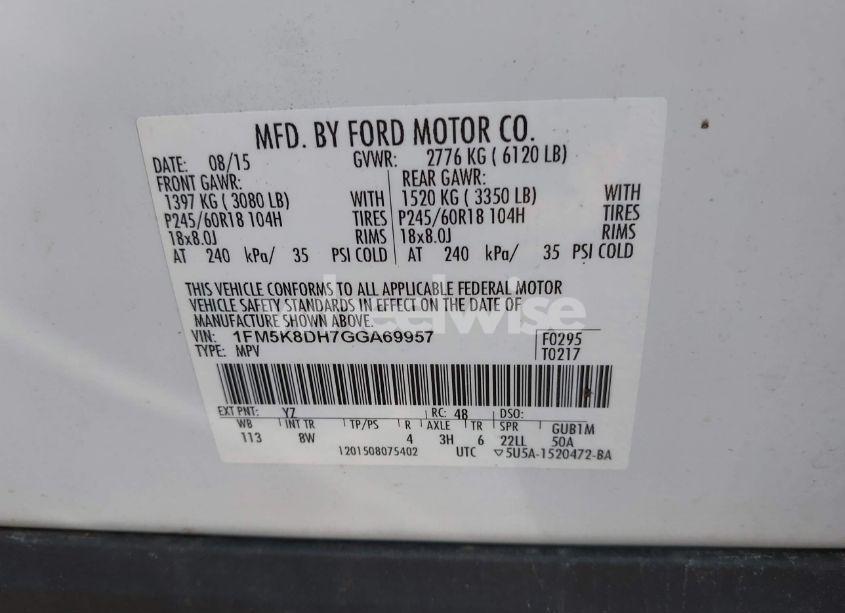 MFD. BY FORD MOTOR CO.
DATE: 08/15 GVWR: 2776 KG ( 6120 LB)
FRONT GAWR: REAR GAWR:
1397 KG ( 3080 LB) WITH 1520 KG ( 3350 LB) WITH
P245/60R18 104H TIRES P245/60R18 104H TIRES
18x8.0J RIMS 18x8.0J RIMS
AT 240 kPa/ 35 PSI COLD AT 240 kPa/ 35 PSI COLD
THIS VEHICLE CONFORMS TO ALL APPLICABLE FEDERAL MOTOR
VEHICLE SAFETY STANDARDS IN EFFECT ON THE DATE OF
MANUFACTURE SHOWN ABOVE.
VIN: 1FM5K8DH7GGA69957 F0295
TYPE: MPV T0217
EXT PNT: YZ RC: 48 DSO:
WB INT TR TP/PS R AXLE TR SPR GUB1M
113 8W 4 3H 6 22LL 50A
1201508075402 UTC ▽5U5A-1520472-BA